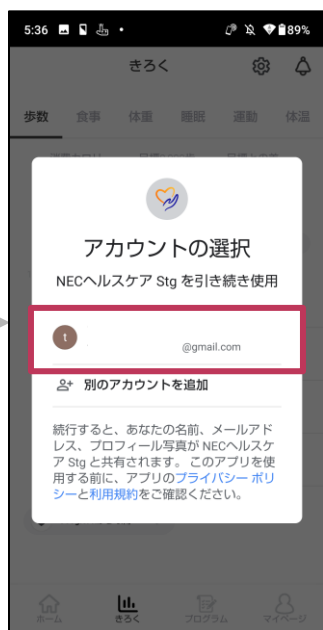 5:36
89%
きろく
歩数 食事 体重 睡眠 運動 体温
アカウントの選択
NECヘルスケア Stg を引き続き使用
t
@gmail.com
別のアカウントを追加
続行すると、あなたの名前、メールアド
レス、プロフィール写真が NECヘルスケ
ア Stg と共有されます。このアプリを使
用する前に、アプリのプライバシー ポリ
シーと利用規約をご確認ください。
ホーム きろく プログラム マイページ